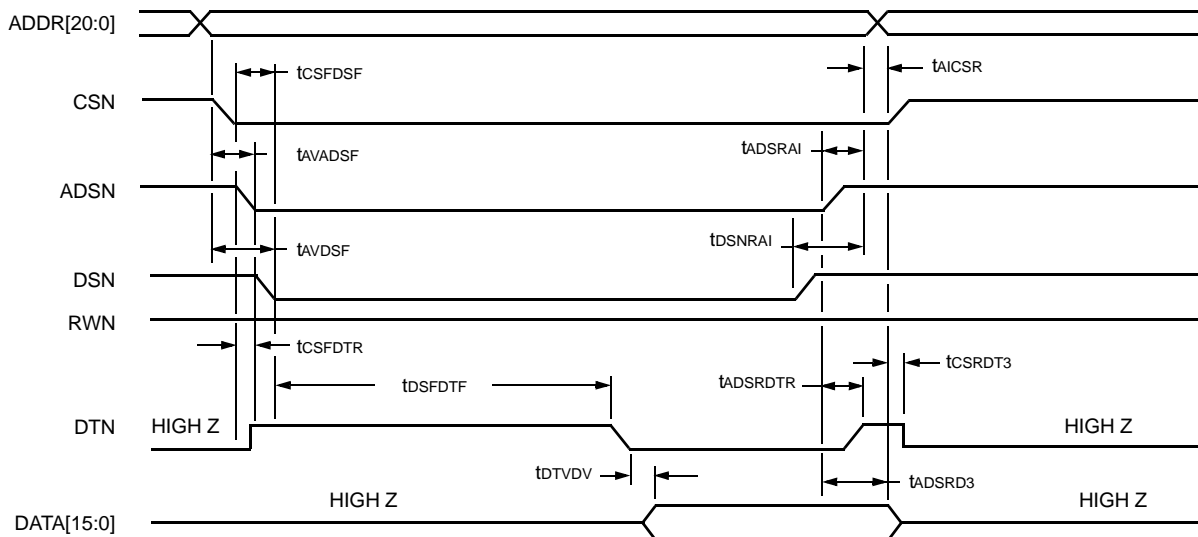 ADDR[20:0]
tCSFDSF
tAICSR
CSN
tAVADSF
tADSRAI
ADSN
tAVDSF
tDSNRAI
DSN
RWN
tCSFDTR
tCSRDT3
tDSFDTF
tADSRDTR
DTN
HIGH Z
HIGH Z
tDTVDV
tADSRD3
HIGH Z
HIGH Z
DATA[15:0]